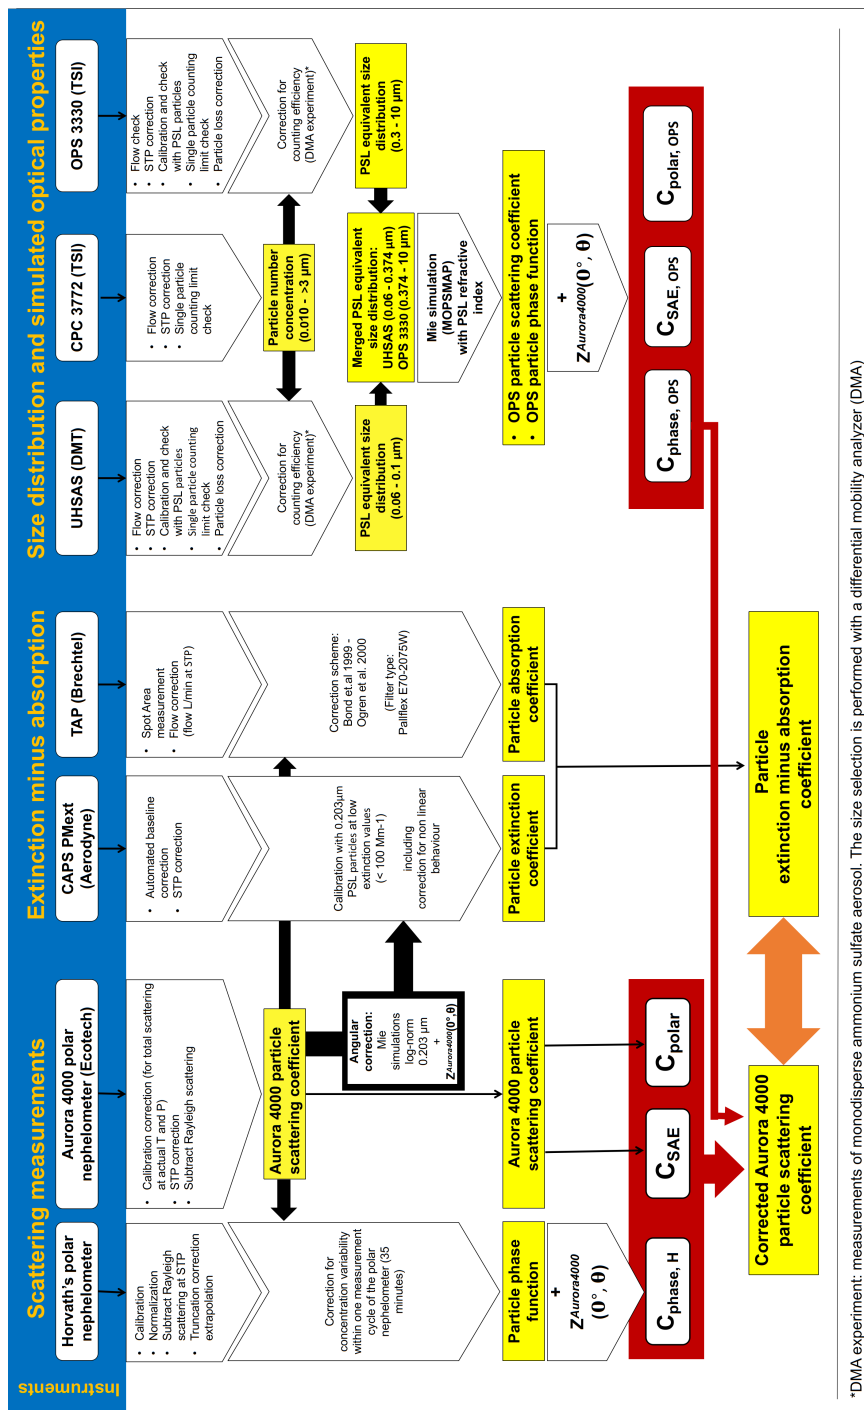 Instruments
Scattering measurements
Extinction minus absorption
Size distribution and simulated optical properties
Horvath's polar
nephelometer
Aurora 4000 polar
nephelometer (Ecotech)
CAPS PMext
(Aerodyne)
TAP (Brechtel)
UHSAS (DMT)
CPC 3772 (TSI)
OPS 3330 (TSI)
• Calibration
• Normalization
• Subtract Rayleigh
scattering at STP
• Truncation correction
extrapolation
• Calibration correction (for total scattering
at actual T and P)
• STP correction
• Subtract Rayleigh scattering
• Automated baseline
correction
• STP correction
• Spot Area
measurement
• Flow correction
(flow L/min at STP)
• Flow correction
• STP correction
• Calibration and check
with PSL particles
• Single particle counting
limit check
• Particle loss correction
• Flow correction
• STP correction
• Single particle
counting limit
check
• Flow check
• STP correction
• Calibration and check
with PSL particles
• Single particle counting
limit check
• Particle loss correction
Correction for
concentration variability
within one measurement
cycle of the polar
nephelometer (35
minutes)
Aurora 4000 particle
scattering coefficient
Angular
correction:
Mie
simulations
log-norm
0.203 µm
+
ZAurora4000(0°,θ)
Calibration with 0.203µm
PSL particles at low
extinction values
(< 100 Mm-1)
including
correction for non linear
behaviour
Correction scheme:
Bond et.al 1999 -
Ogren et al. 2000
(Filter type:
Pallflex E70-2075W)
Correction for
counting efficiency
(DMA experiment)*
Particle number
concentration
(0.010 - >3 µm)
Correction for
counting efficiency
(DMA experiment)*
PSL equivalent size
distribution
(0.06 - 0.1 µm)
Merged PSL equivalent
size distribution:
UHSAS (0.06 - 0.374 µm)
OPS 3330 (0.374 - 10 µm)
PSL equivalent size
distribution
(0.3 - 10 µm)
Mie simulation
(MOPSMAP)
with PSL refractive
index
Particle phase
function
Aurora 4000 particle
scattering coefficient
Particle extinction
coefficient
Particle absorption
coefficient
• OPS particle scattering coefficient
• OPS particle phase function
+
ZAurora4000
(0°, θ)
+
ZAurora4000(0°, θ)
Cphase, H
CSAE
Cpolar
Cphase, OPS
CSAE, OPS
Cpolar, OPS
Corrected Aurora 4000
particle scattering
coefficient
Particle
extinction minus absorption
coefficient
*DMA experiment: measurements of monodisperse ammonium sulfate aerosol. The size selection is performed with a differential mobility analyzer (DMA)